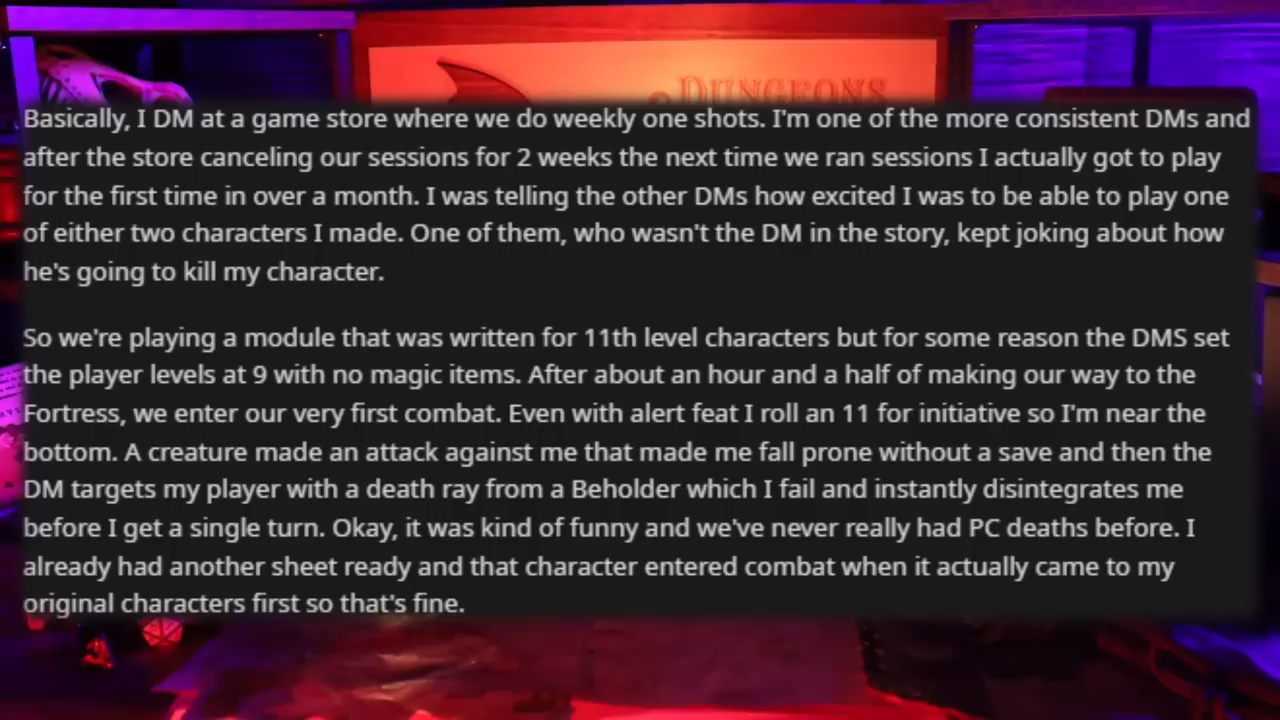 DUNGEONS
Basically, I DM at a game store where we do weekly one shots. I'm one of the more consistent DMs and
after the store canceling our sessions for 2 weeks the next time we ran sessions I actually got to play
for the first time in over a month. I was telling the other DMs how excited I was to be able to play one
of either two characters I made. One of them, who wasn't the DM in the story, kept joking about how
he's going to kill my character.
So we're playing a module that was written for 11th level characters but for some reason the DMS set
the player levels at 9 with no magic items. After about an hour and a half of making our way to the
Fortress, we enter our very first combat. Even with alert feat I roll an 11 for initiative so I'm near the
bottom. A creature made an attack against me that made me fall prone without a save and then the
DM targets my player with a death ray from a Beholder which I fail and instantly disintegrates me
before I get a single turn. Okay, it was kind of funny and we've never really had PC deaths before. I
already had another sheet ready and that character entered combat when it actually came to my
original characters first so that's fine.